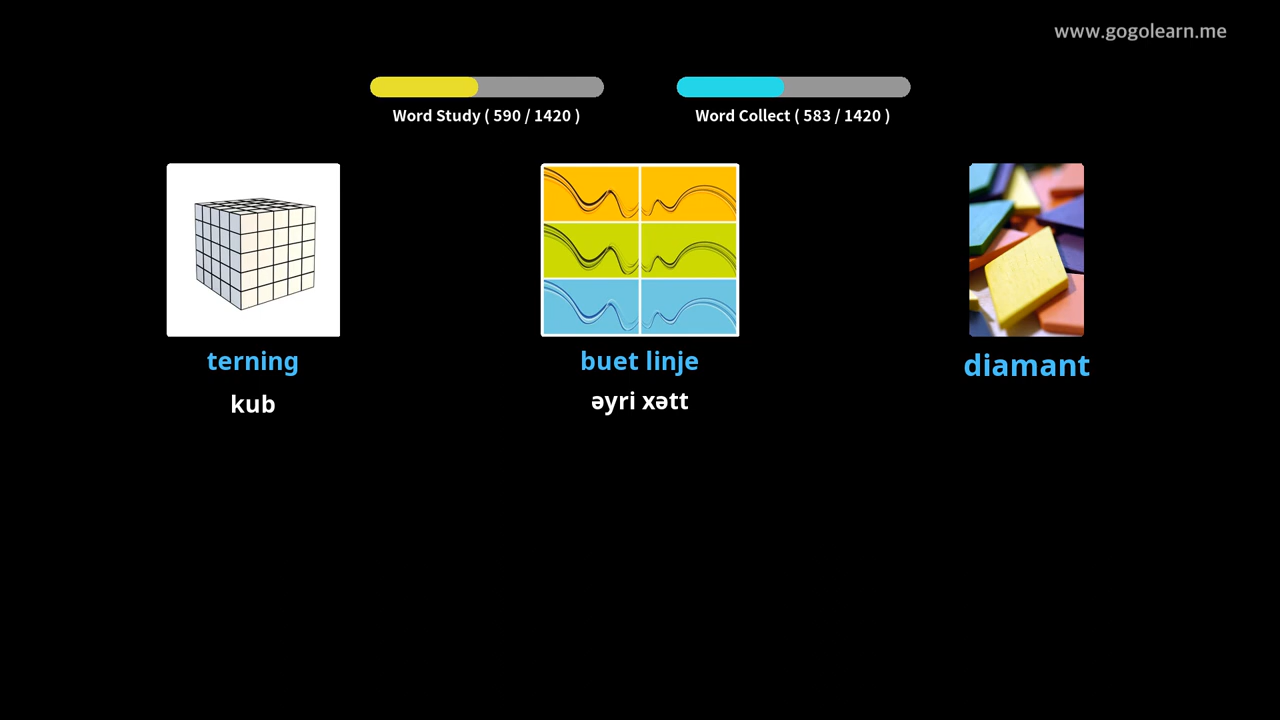 www.gogolearn.me
Word Study ( 590 / 1420 )
Word Collect ( 583 / 1420 )
terning
kub
buet linje
əyri xətt
diamant